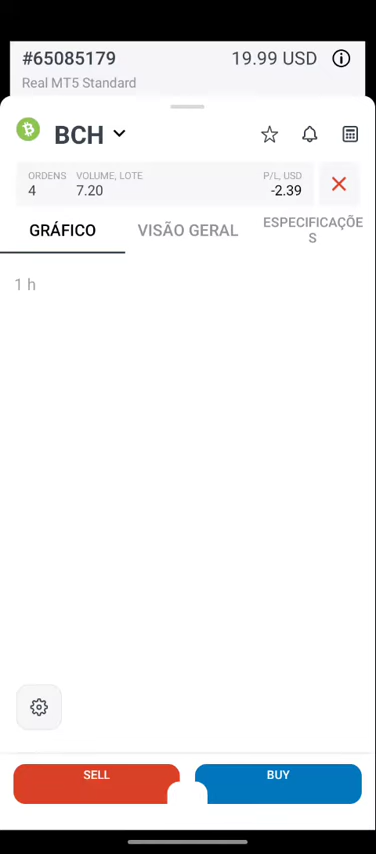 #65085179 19.99 USD
Real MT5 Standard
BCH
ORDENS VOLUME, LOTE P/L, USD
4 7.20 -2.39
GRÁFICO VISÃO GERAL ESPECIFICAÇÕE
S
1 h
SELL BUY